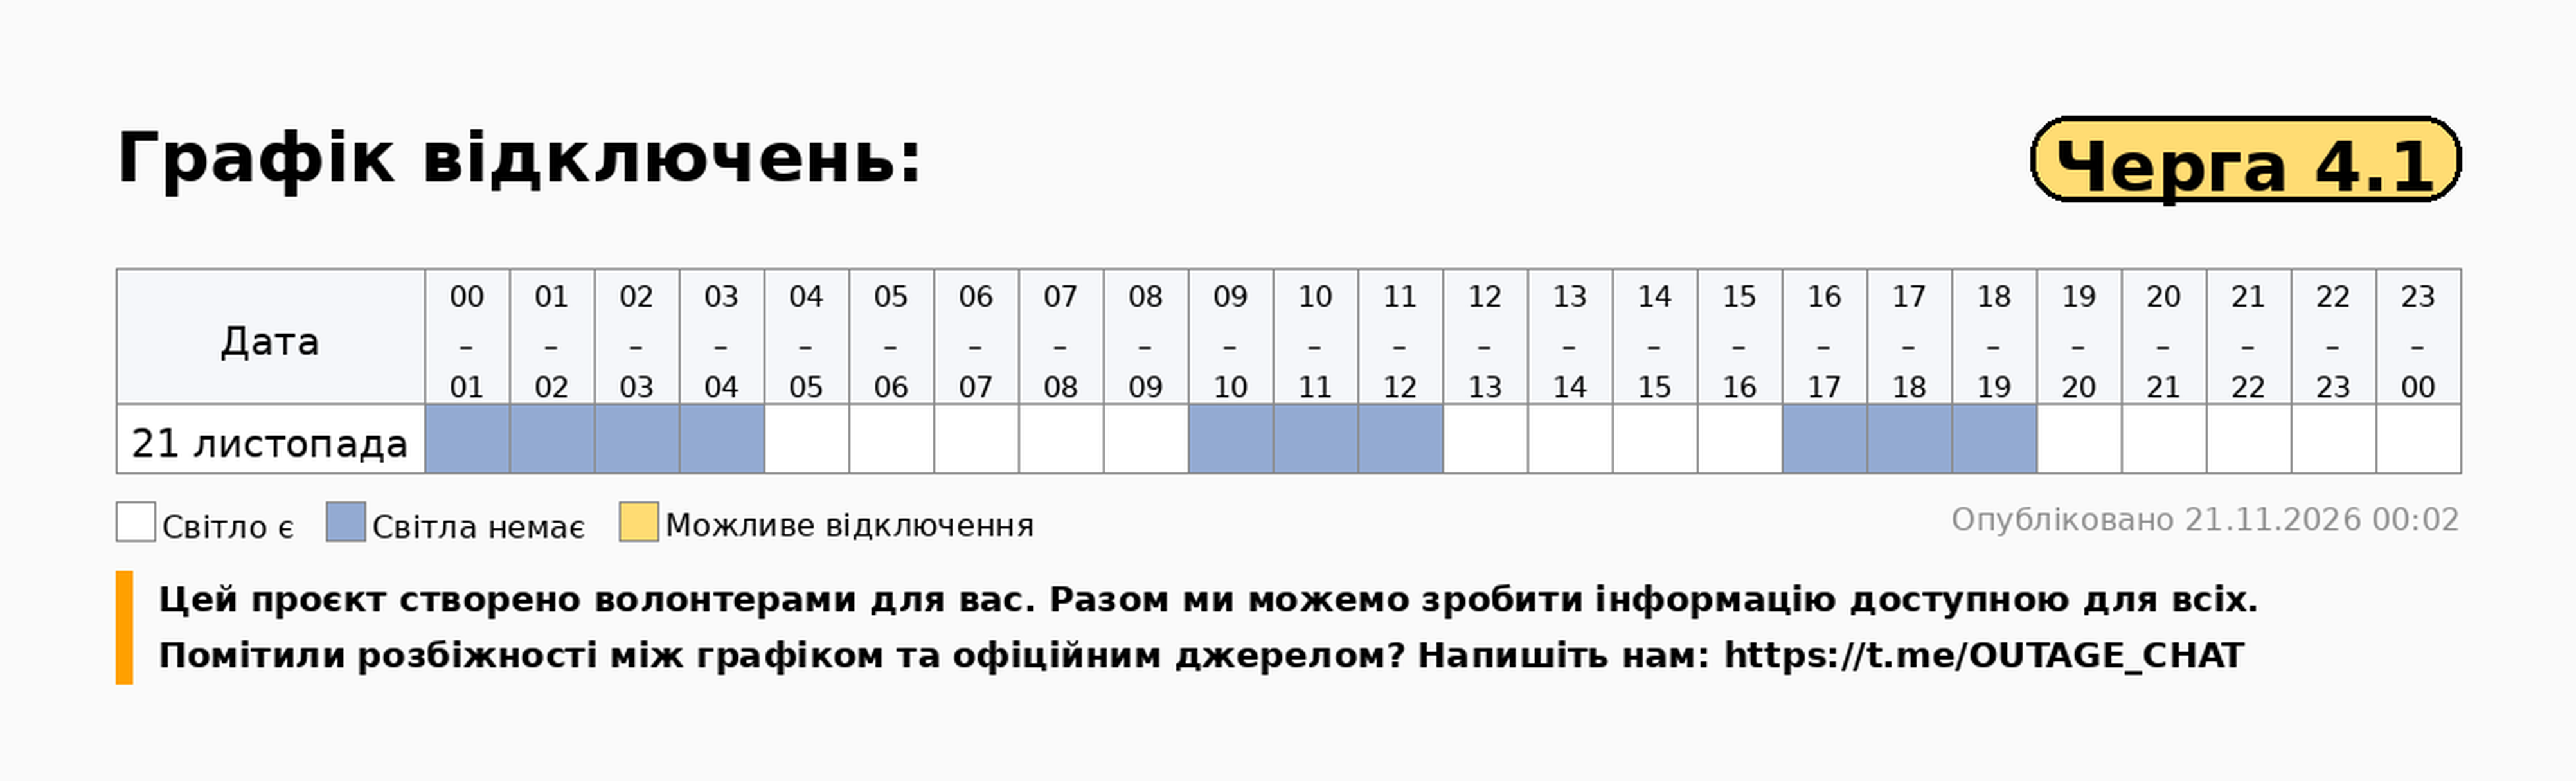 Графік відключень:
Черга 4.1
Дата
00 – 01
01 – 02
02 – 03
03 – 04
04 – 05
05 – 06
06 – 07
07 – 08
08 – 09
09 – 10
10 – 11
11 – 12
12 – 13
13 – 14
14 – 15
15 – 16
16 – 17
17 – 18
18 – 19
19 – 20
20 – 21
21 – 22
22 – 23
23 – 00
21 листопада
Світло є
Світла немає
Можливе відключення
Опубліковано 21.11.2026 00:02
Цей проєкт створено волонтерами для вас. Разом ми можемо зробити інформацію доступною для всіх.
Помітили розбіжності між графіком та офіційним джерелом? Напишіть нам: https://t.me/OUTAGE_CHAT